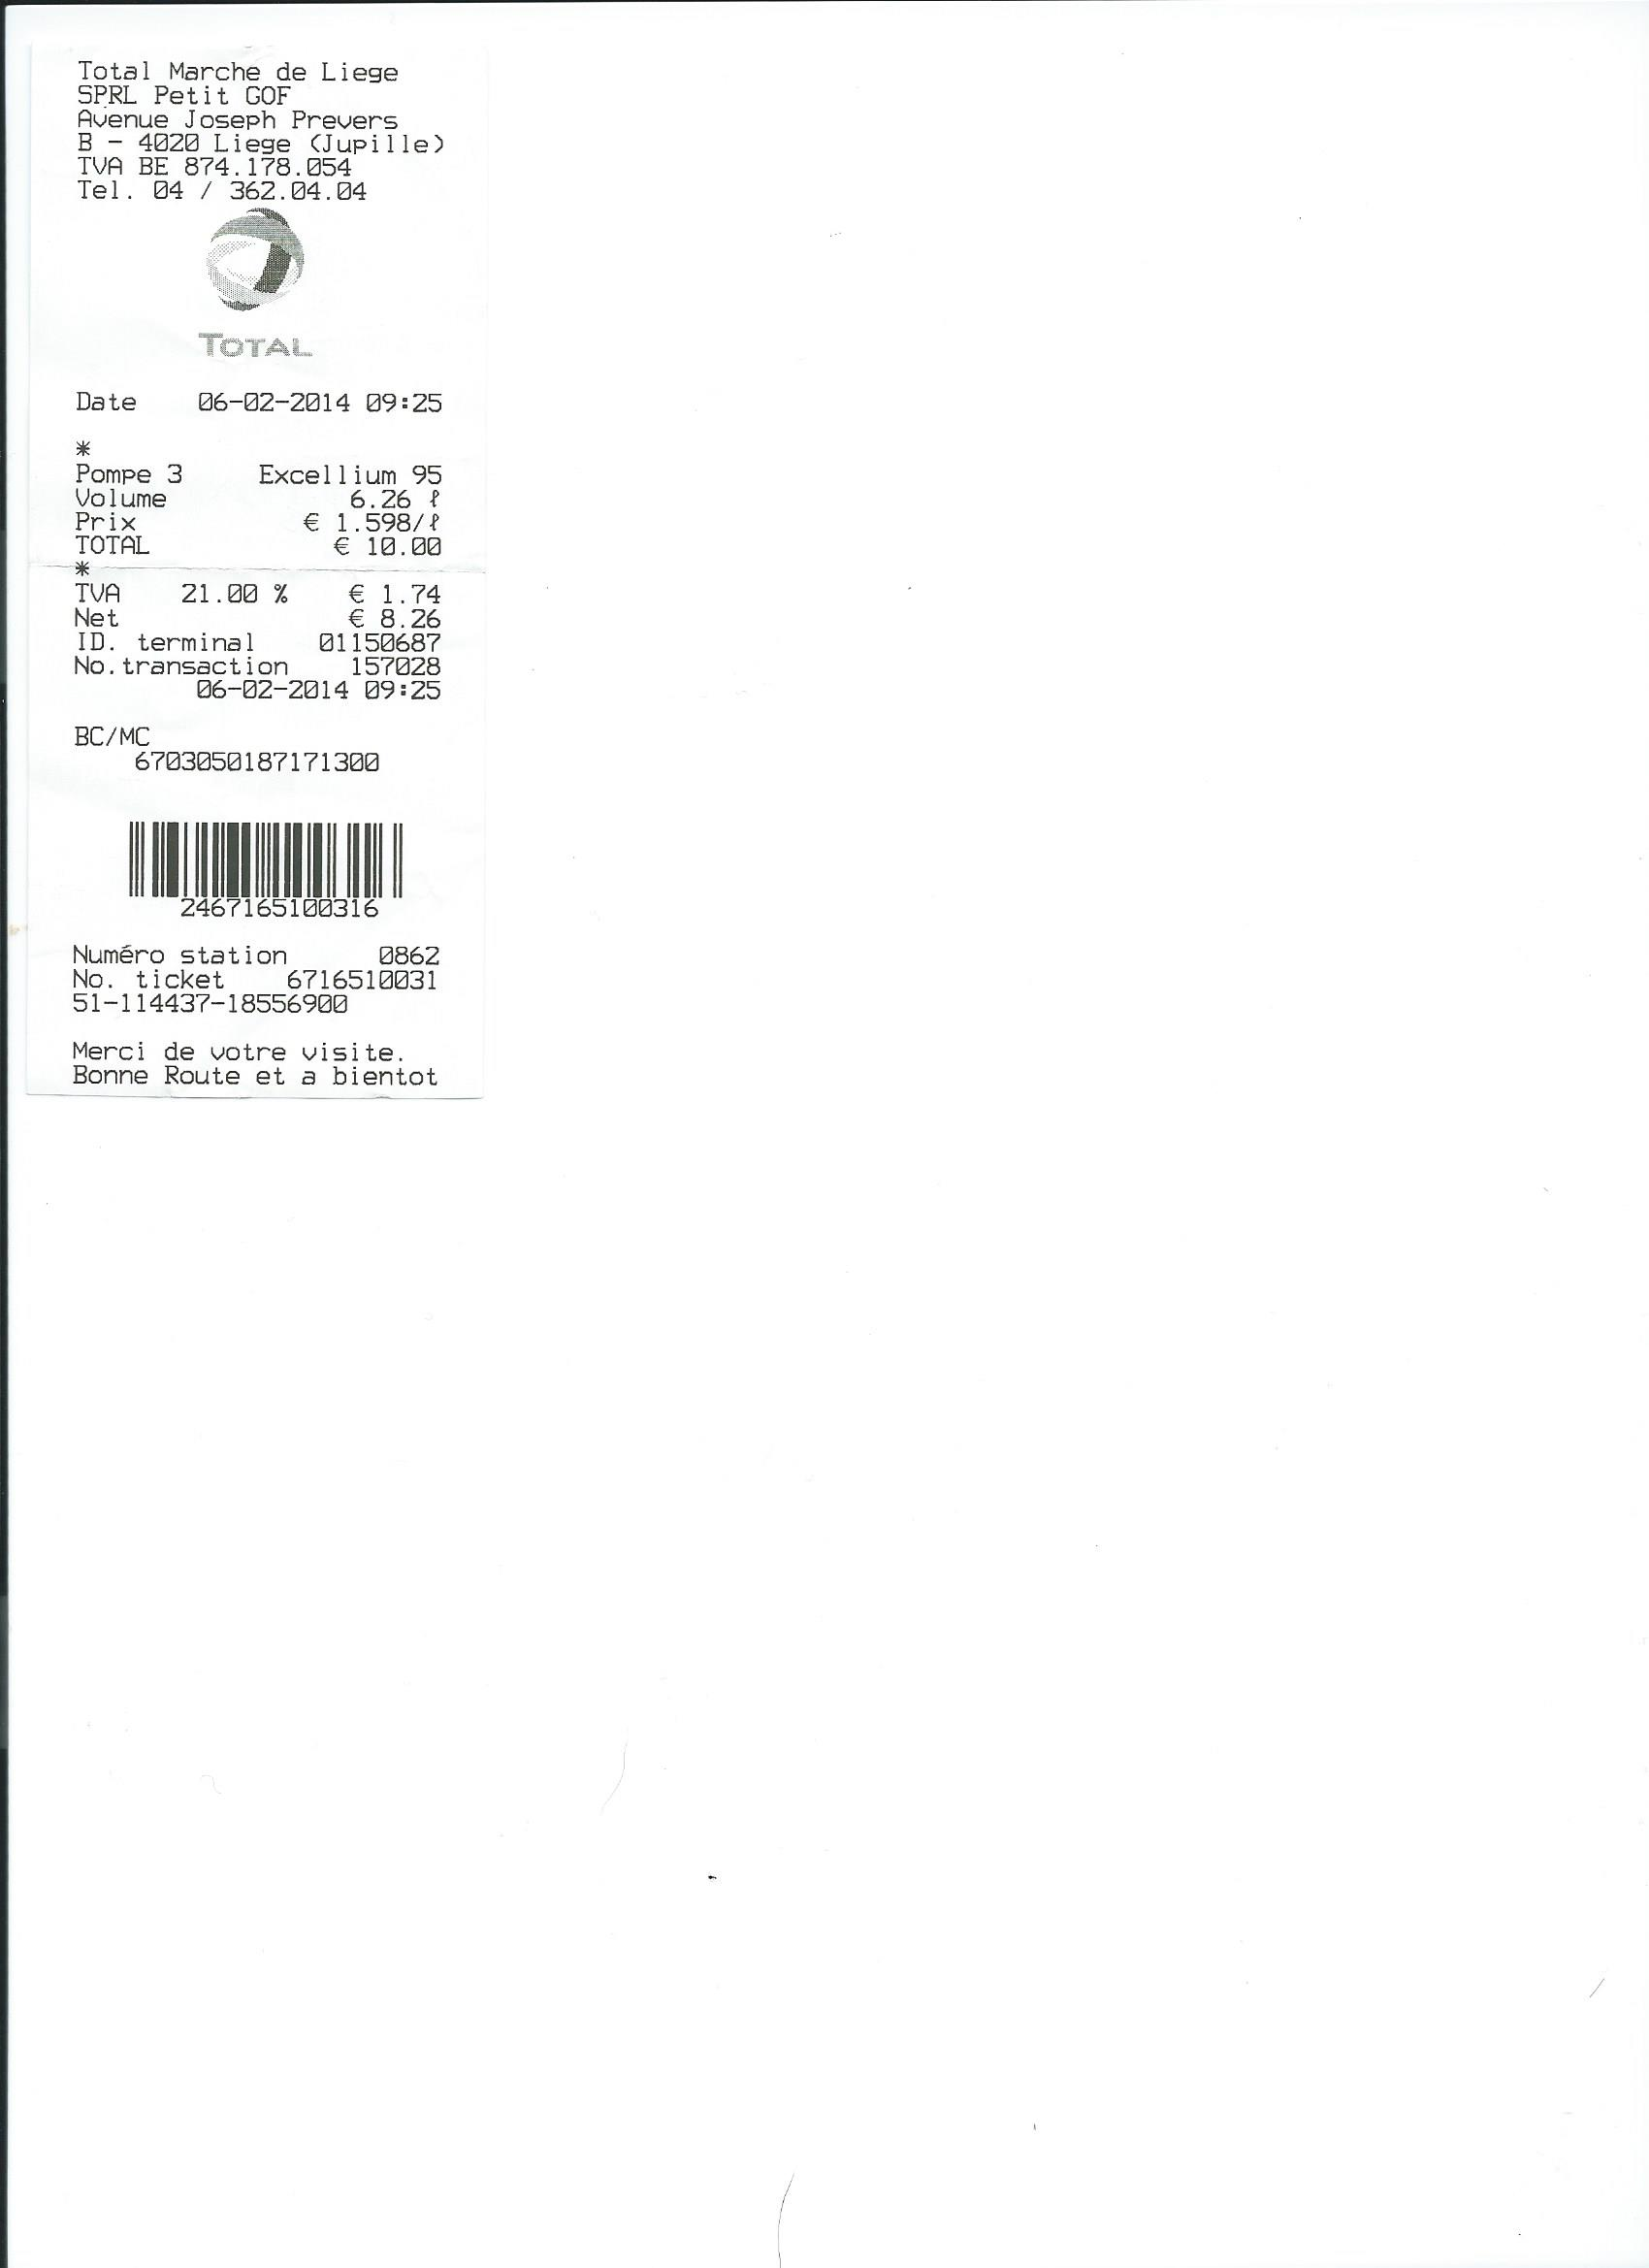 Total Marche de Liege
SPRL Petit GOF
Avenue Joseph Prevers
B - 4020 Liege (Jupille)
TVA BE 874.178.054
Tel. 04 / 362.04.04
TOTAL
Date 06-02-2014 09:25
*
Pompe 3 Excellium 95
Volume 6.26 ℓ
Prix € 1.598/ℓ
TOTAL € 10.00
*
TVA 21.00 % € 1.74
Net € 8.26
ID. terminal 01150687
No.transaction 157028
06-02-2014 09:25
BC/MC
6703050187171300
2467165100316
Numéro station 0862
No. ticket 6716510031
51-114437-18556900
Merci de votre visite.
Bonne Route et a bientot